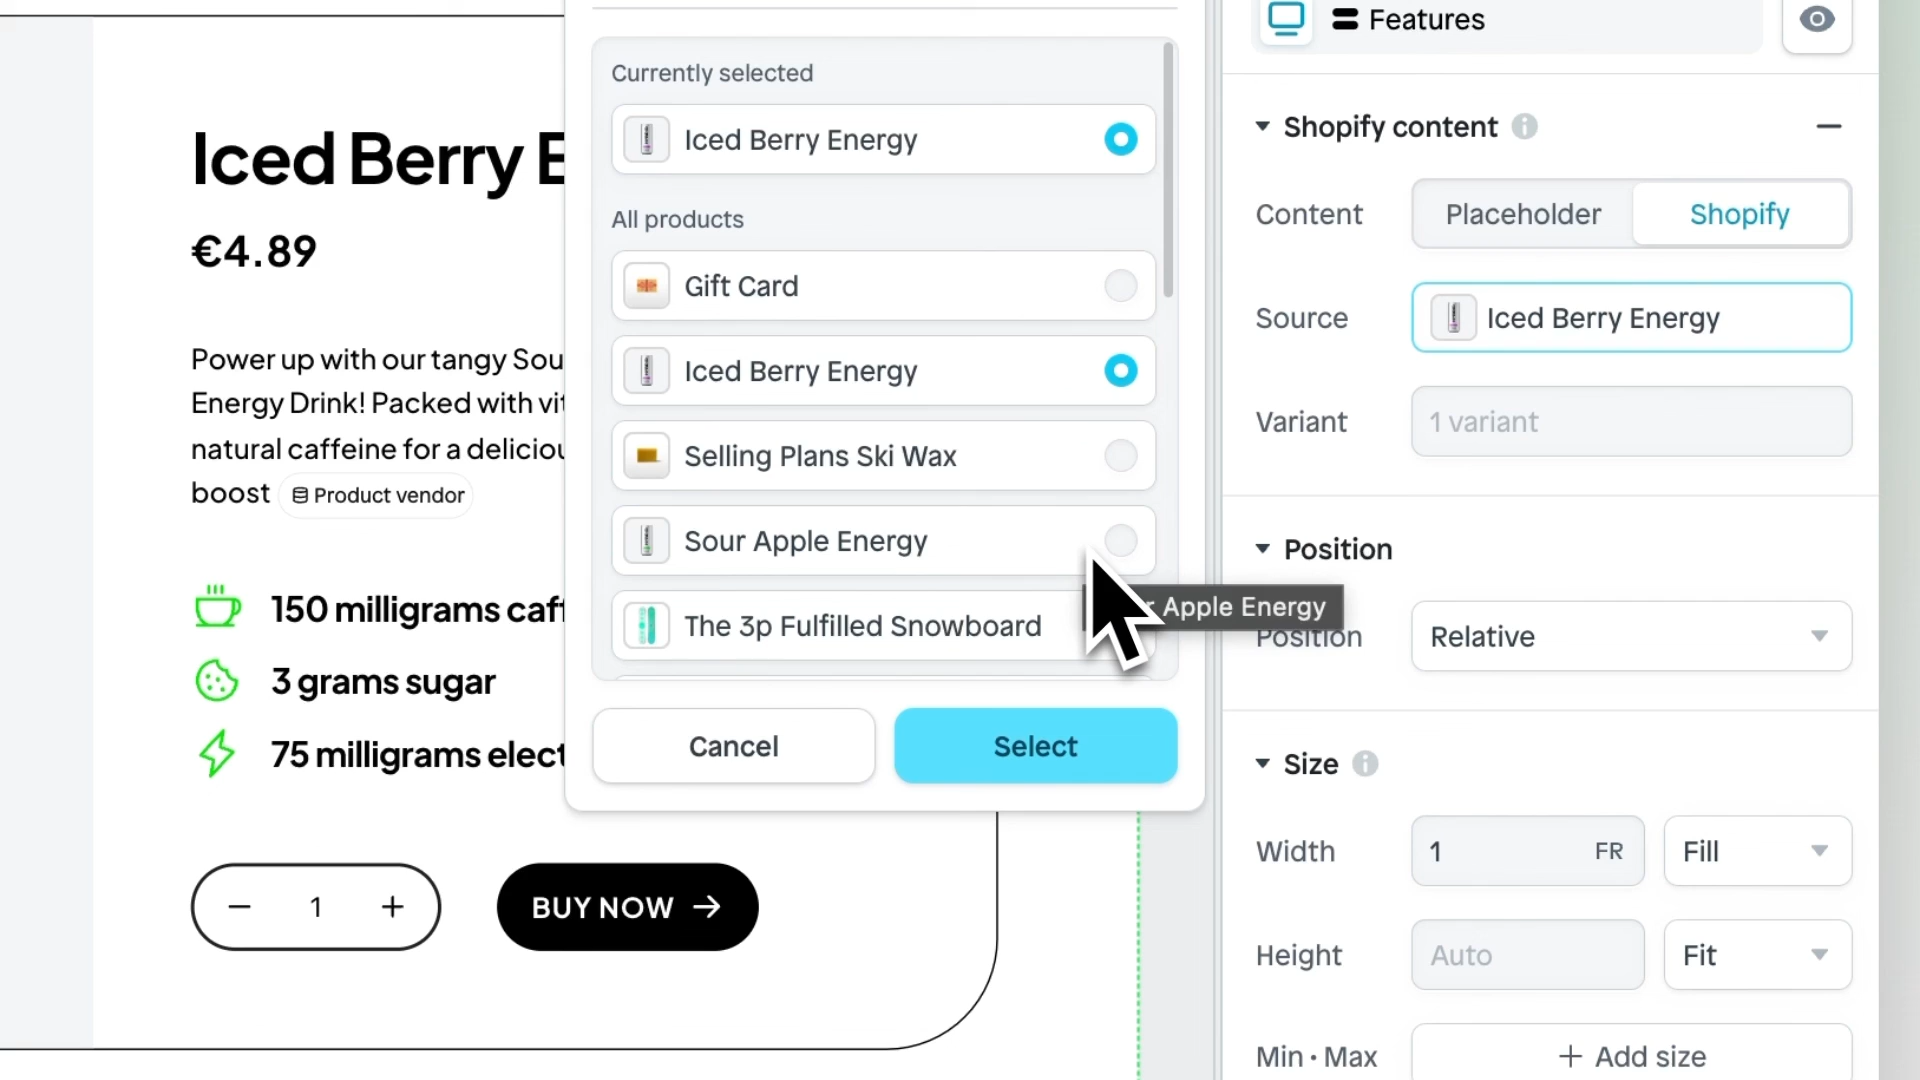 Iced Berry E
€4.89
Power up with our tangy Sou
Energy Drink! Packed with vit
natural caffeine for a deliciou
boost Product vendor
150 milligrams caff
3 grams sugar
75 milligrams elect
− 1 +
BUY NOW →
Currently selected
Iced Berry Energy
All products
Gift Card
Iced Berry Energy
Selling Plans Ski Wax
Sour Apple Energy
The 3p Fulfilled Snowboard
Apple Energy
Cancel
Select
Features
Shopify content
Content Placeholder Shopify
Source Iced Berry Energy
Variant 1 variant
Position
Position Relative
Size
Width 1 FR Fill
Height Auto Fit
Min • Max + Add size